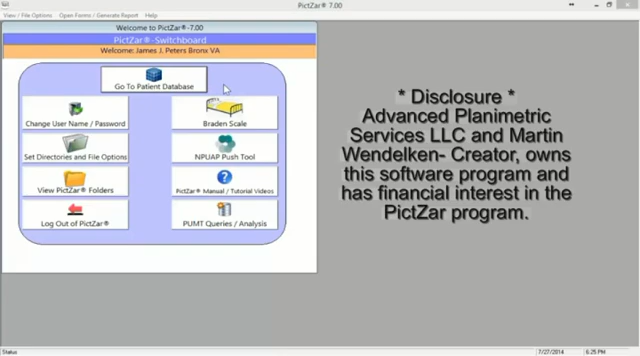 PictZar® 7.00
View / File Options   Open Forms / Generate Report   Help
Welcome to PictZar®-7.00
PictZar®-Switchboard
Welcome: James J. Peters Bronx VA
Go To Patient Database
Change User Name / Password
Braden Scale
Set Directories and File Options
NPUAP Push Tool
View PictZar® Folders
PictZar® Manual / Tutorial Videos
Log Out of PictZar®
PUMT Queries / Analysis
* Disclosure *
Advanced Planimetric
Services LLC and Martin
Wendelken- Creator, owns
this software program and
has financial interest in the
PictZar program.
Status
7/27/2014
6:25 PM